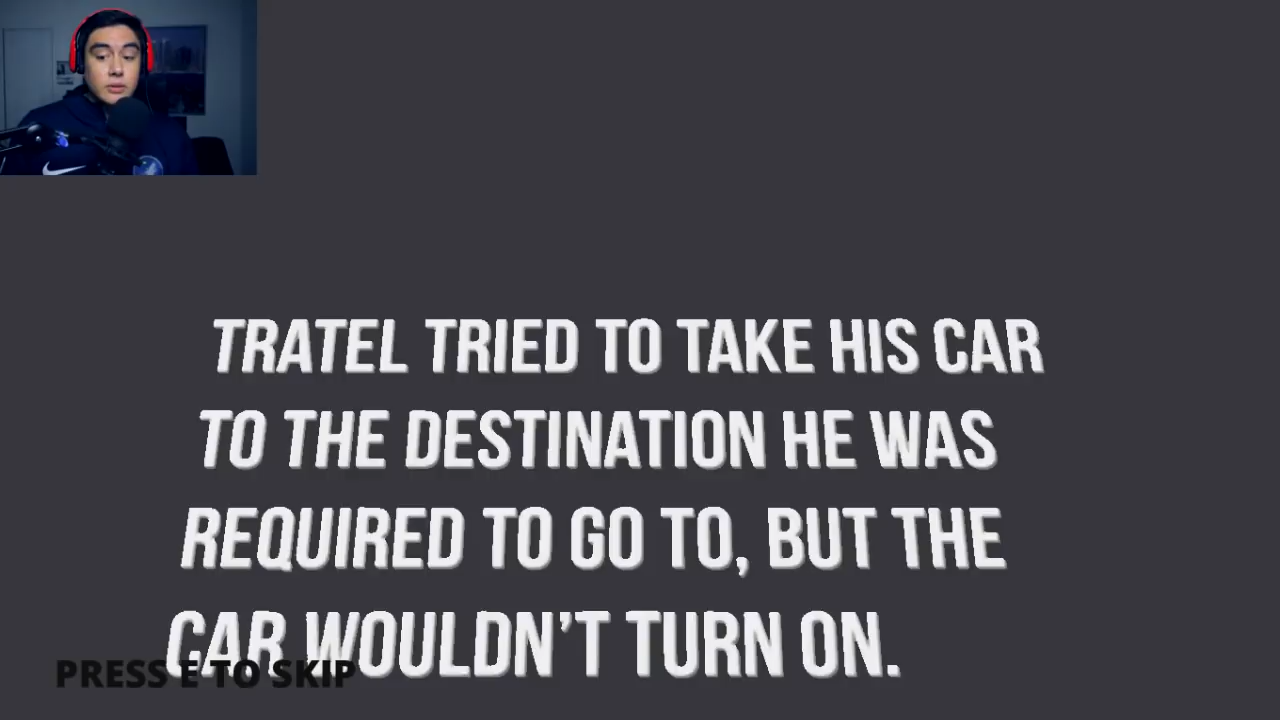 TRATEL TRIED TO TAKE HIS CAR
TO THE DESTINATION HE WAS
REQUIRED TO GO TO, BUT THE
CAR WOULDN'T TURN ON.
PRESS E TO SKIP